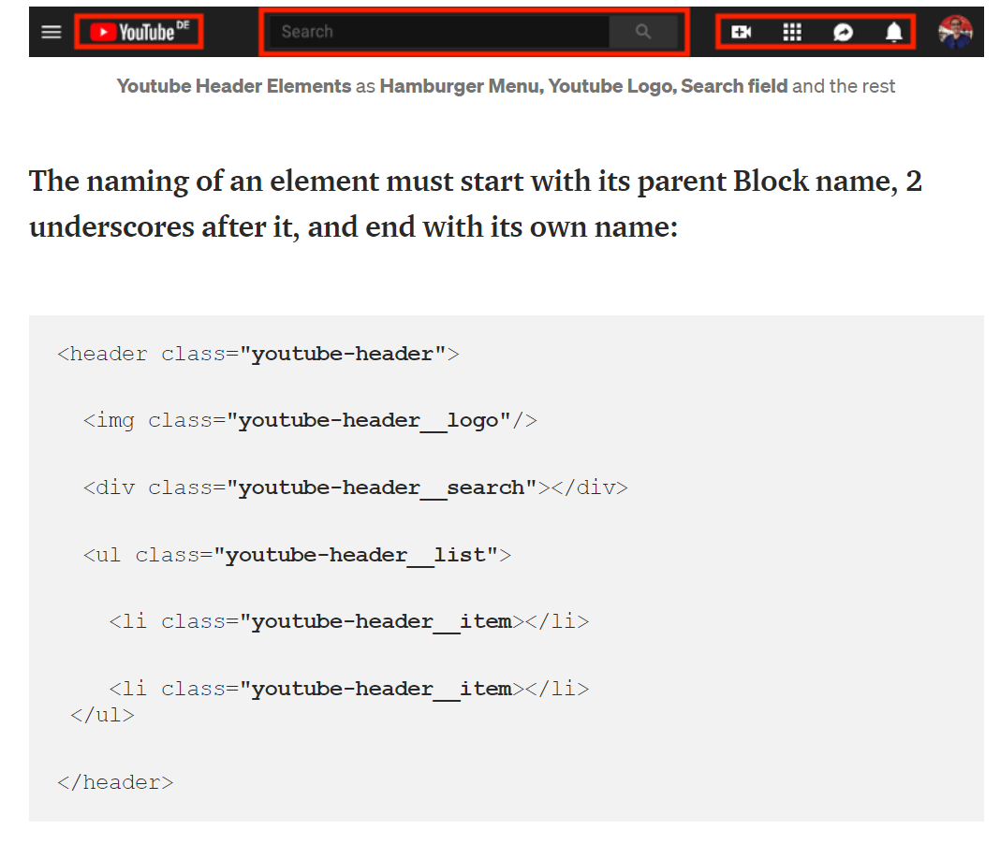 YouTube DE Search
Youtube Header Elements as Hamburger Menu, Youtube Logo, Search field and the rest
The naming of an element must start with its parent Block name, 2
underscores after it, and end with its own name:
<header class="youtube-header">
<img class="youtube-header__logo"/>
<div class="youtube-header__search"></div>
<ul class="youtube-header__list">
<li class="youtube-header__item></li>
<li class="youtube-header__item></li>
</ul>
</header>